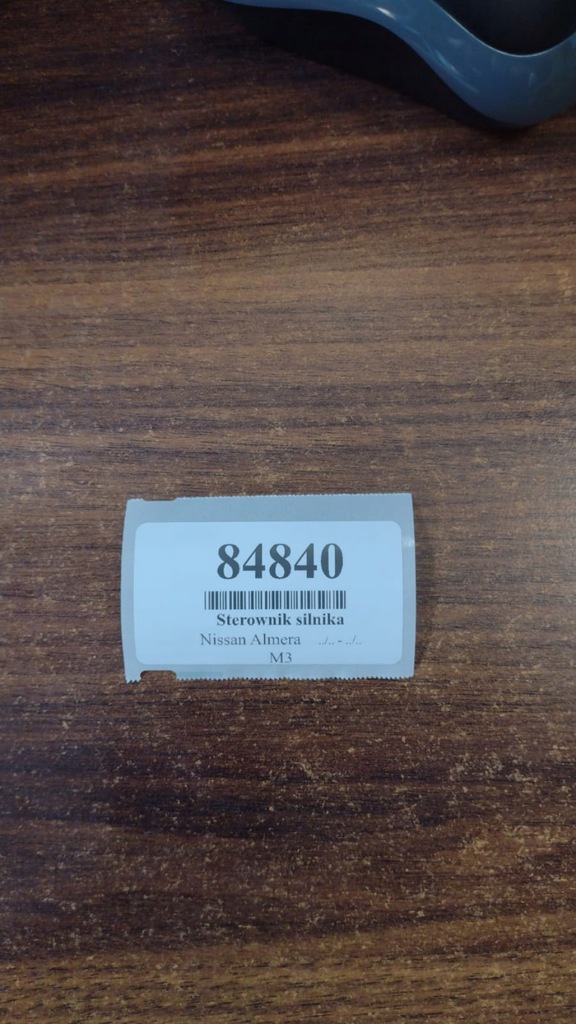 84840
Sterownik silnika
Nissan Almera ../.. - ../..
M3